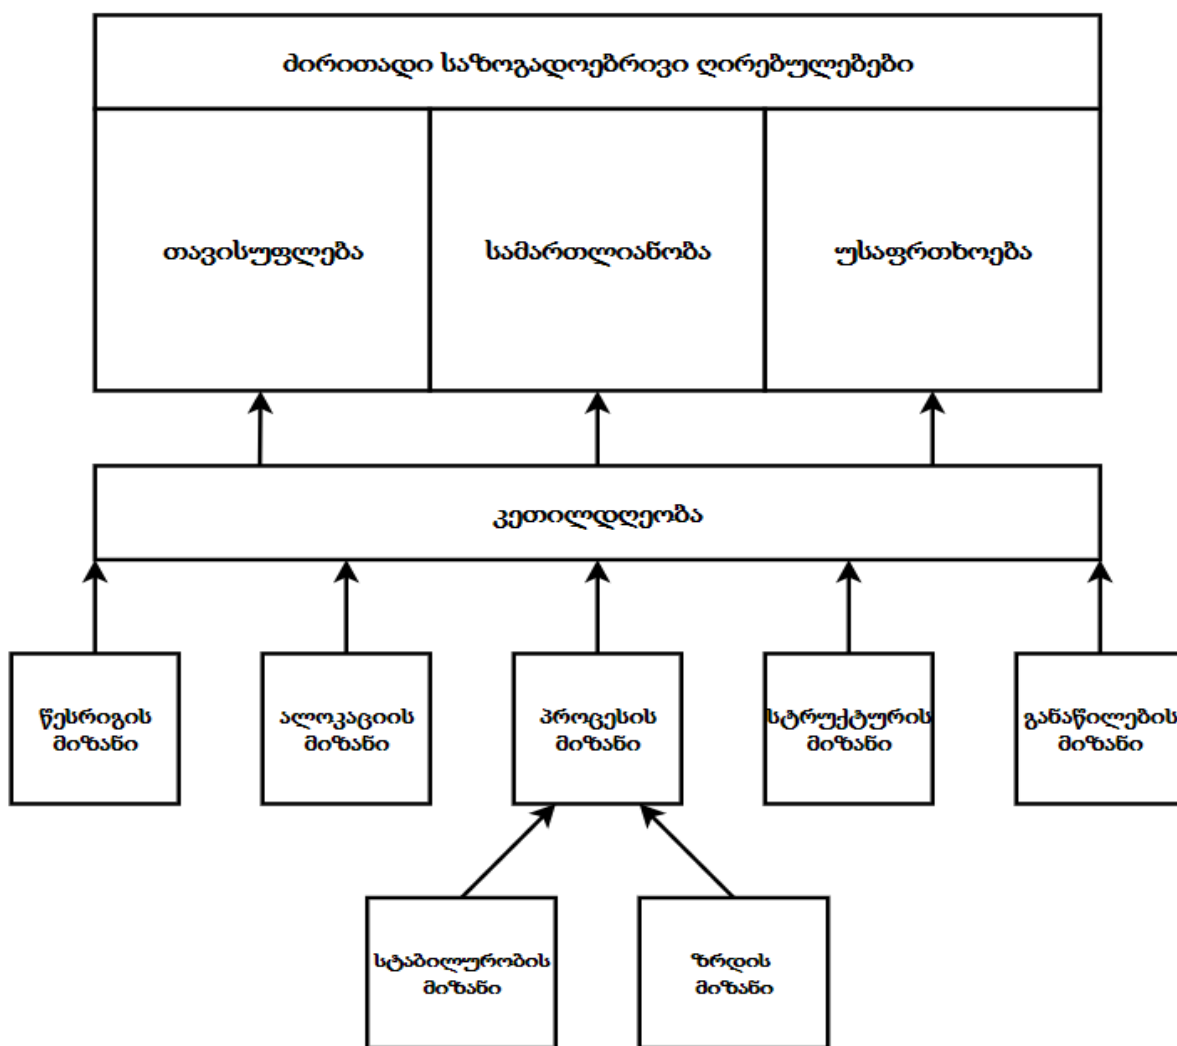 ძირითადი საზოგადოებრივი ღირებულებები
თავისუფლება
სამართლიანობა
უსაფრთხოება
კეთილდღეობა
წესრიგის
მიზანი
ალოკაციის
მიზანი
პროცესის
მიზანი
სტრუქტურის
მიზანი
განაწილების
მიზანი
სტაბილურობის
მიზანი
ზრდის
მიზანი